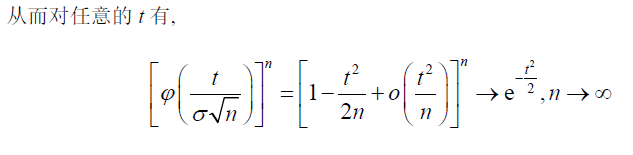 从而对任意的 t 有,
[φ(t/(σ√n))]ⁿ = [1 − t²/(2n) + o(t²/n)]ⁿ → e^(−t²/2), n → ∞